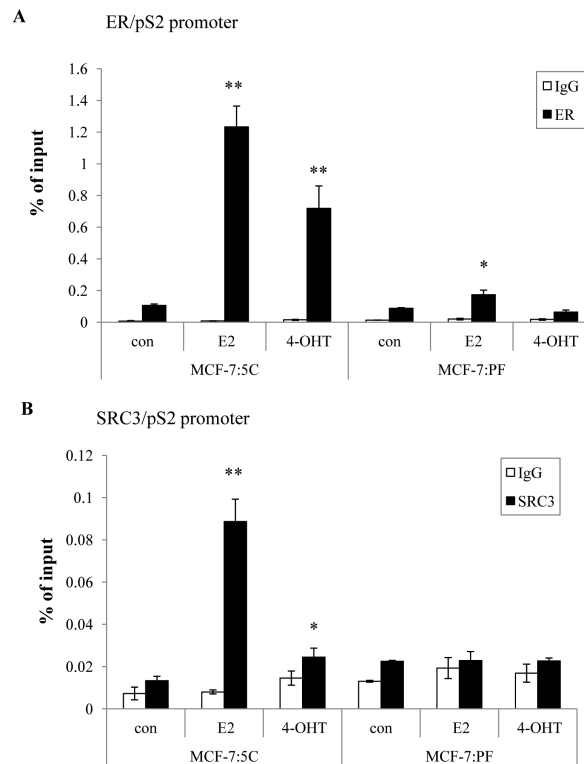 A
ER/pS2 promoter
% of input
1.6
1.4
1.2
1
0.8
0.6
0.4
0.2
0
**
**
*
IgG
ER
con E2 4-OHT con E2 4-OHT
MCF-7:5C MCF-7:PF
B
SRC3/pS2 promoter
% of input
0.12
0.1
0.08
0.06
0.04
0.02
0
**
*
IgG
SRC3
con E2 4-OHT con E2 4-OHT
MCF-7:5C MCF-7:PF